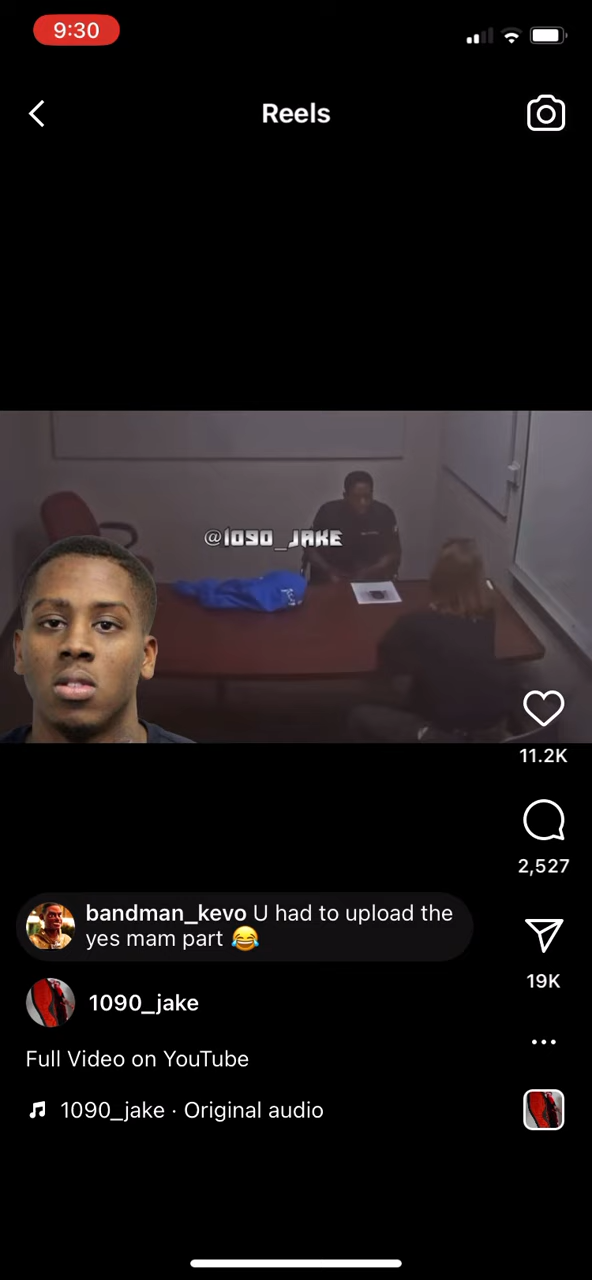 9:30
Reels
@1090_JAKE
11.2K
2,527
bandman_kevo U had to upload the
yes mam part 😂
19K
1090_jake
Full Video on YouTube
1090_jake · Original audio